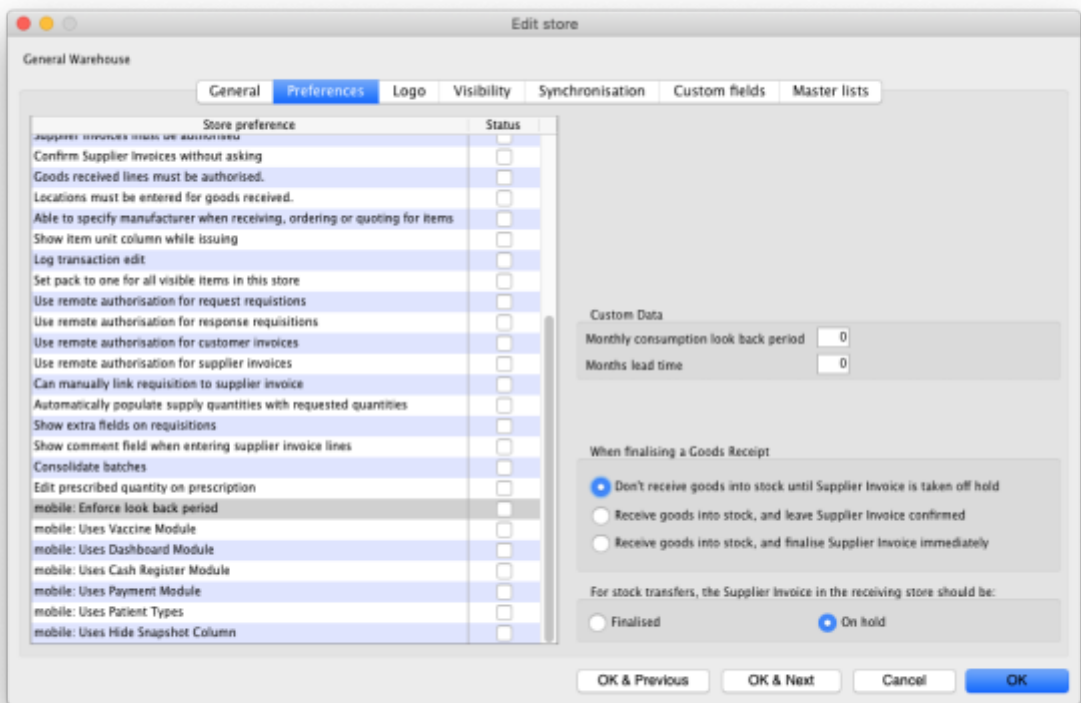 Edit store
General Warehouse
General Preferences Logo Visibility Synchronisation Custom fields Master lists
Store preference Status
Supplier invoices must be authorised
Confirm Supplier Invoices without asking
Goods received lines must be authorised.
Locations must be entered for goods received.
Able to specify manufacturer when receiving, ordering or quoting for items
Show item unit column while issuing
Log transaction edit
Set pack to one for all visible items in this store
Use remote authorisation for request requistions
Use remote authorisation for response requisitions
Use remote authorisation for customer invoices
Use remote authorisation for supplier invoices
Can manually link requisition to supplier invoice
Automatically populate supply quantities with requested quantities
Show extra fields on requisitions
Show comment field when entering supplier invoice lines
Consolidate batches
Edit prescribed quantity on prescription
mobile: Enforce look back period
mobile: Uses Vaccine Module
mobile: Uses Dashboard Module
mobile: Uses Cash Register Module
mobile: Uses Payment Module
mobile: Uses Patient Types
mobile: Uses Hide Snapshot Column
Custom Data
Monthly consumption look back period 0
Months lead time 0
When finalising a Goods Receipt
Don't receive goods into stock until Supplier Invoice is taken off hold
Receive goods into stock, and leave Supplier Invoice confirmed
Receive goods into stock, and finalise Supplier Invoice immediately
For stock transfers, the Supplier Invoice in the receiving store should be:
Finalised On hold
OK & Previous OK & Next Cancel OK